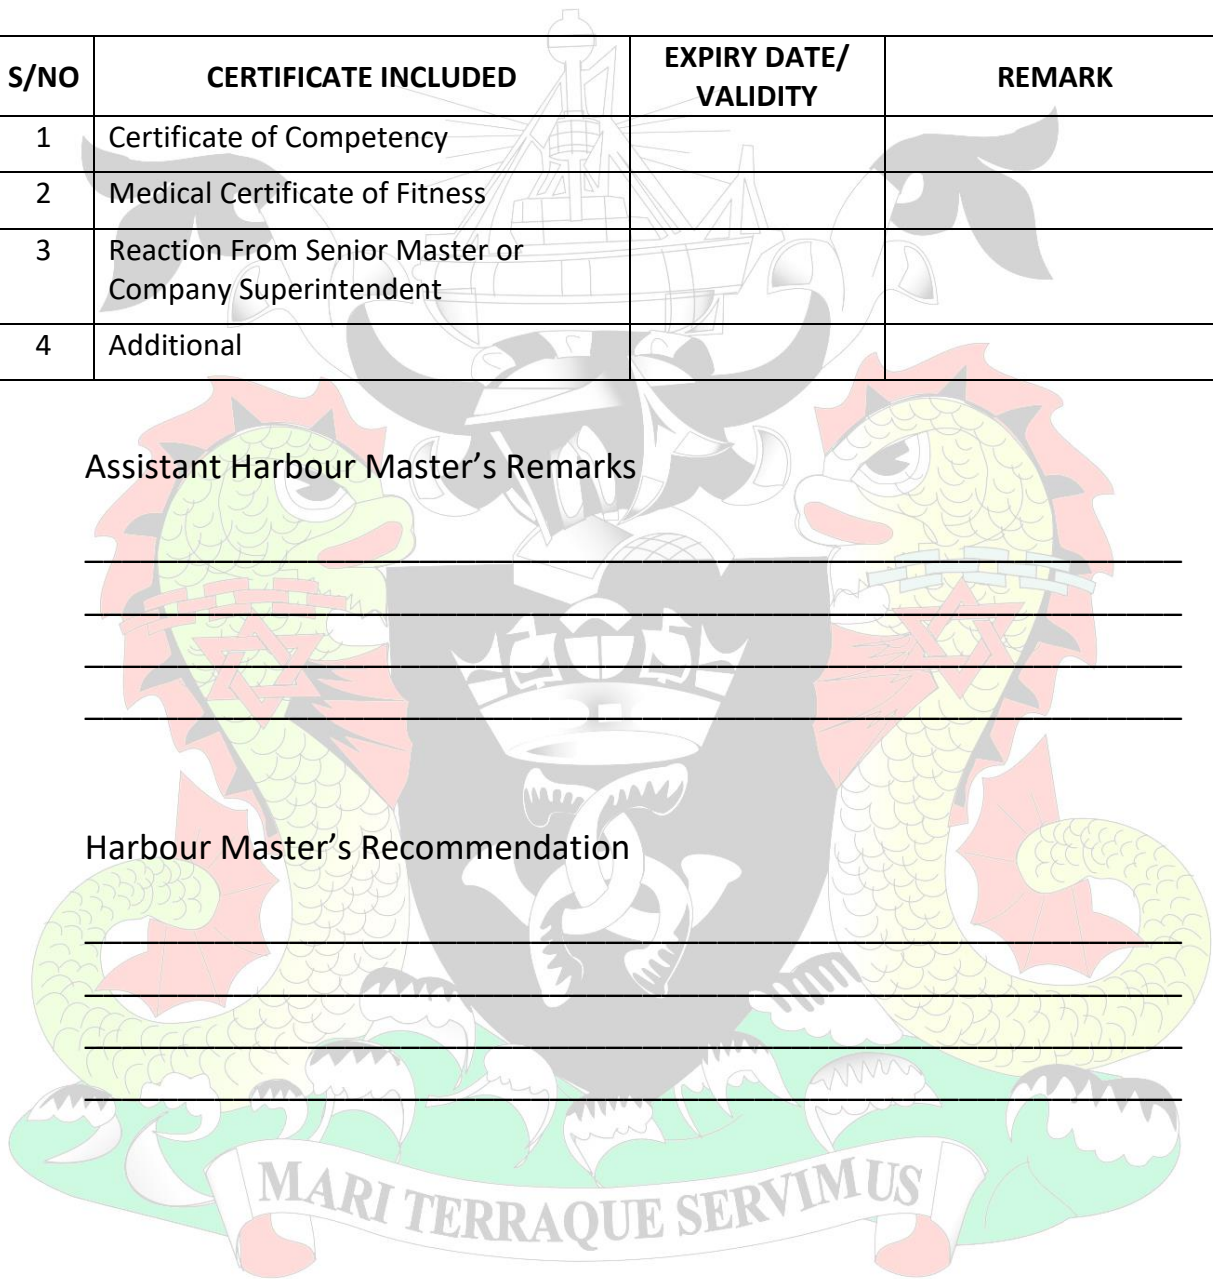 S/NO CERTIFICATE INCLUDED EXPIRY DATE/ VALIDITY REMARK
1 Certificate of Competency
2 Medical Certificate of Fitness
3 Reaction From Senior Master or
Company Superintendent
4 Additional
Assistant Harbour Master’s Remarks
Harbour Master’s Recommendation
MARI TERRAQUE SERVIMUS